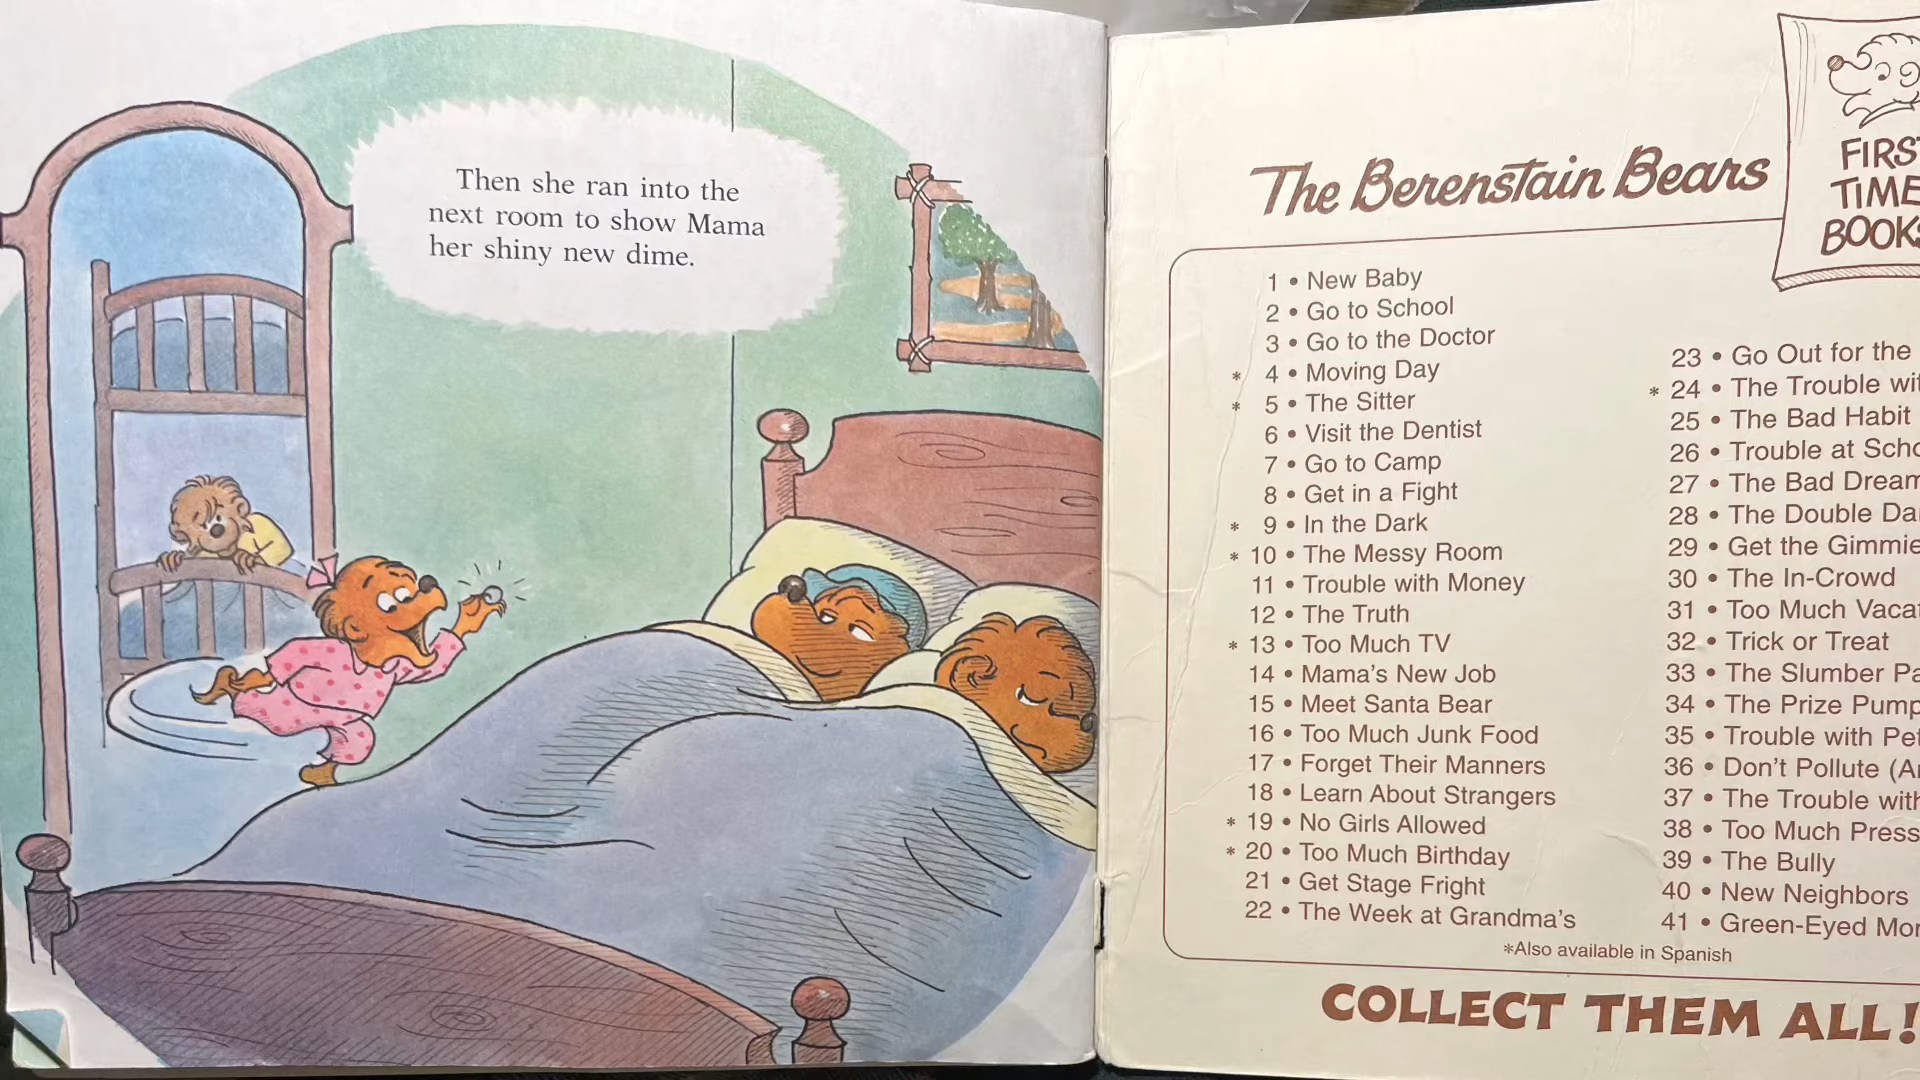 Then she ran into the
next room to show Mama
her shiny new dime.
The Berenstain Bears
TIME
1 • New Baby
2 • Go to School
3 • Go to the Doctor
* 4 • Moving Day
* 5 • The Sitter
6 • Visit the Dentist
7 • Go to Camp
8 • Get in a Fight
* 9 • In the Dark
* 10 • The Messy Room
11 • Trouble with Money
12 • The Truth
* 13 • Too Much TV
14 • Mama's New Job
15 • Meet Santa Bear
16 • Too Much Junk Food
17 • Forget Their Manners
18 • Learn About Strangers
* 19 • No Girls Allowed
* 20 • Too Much Birthday
21 • Get Stage Fright
22 • The Week at Grandma's
23 • Go Out for the
* 24 • The Trouble
25 • The Bad Habit
26 • Trouble at
27 • The Bad
28 • The Double
29 • Get the
30 • The In-Crowd
31 • Too Much
32 • Trick or Treat
33 • The Slumber
34 • The Prize
35 • Trouble with
36 • Don't Pollute
37 • The Trouble
38 • Too Much
39 • The Bully
40 • New Neighbors
41 • Green-Eyed
*Also available in Spanish
COLLECT THEM ALL!